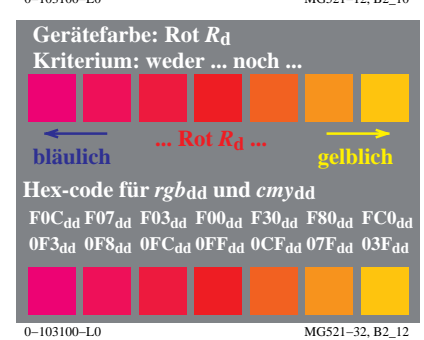 0–103100–L0 MG521–12, B2_10
Gerätefarbe: Rot Rd
Kriterium: weder ... noch ...
... Rot Rd ...
bläulich gelblich
Hex-code für rgbdd und cmydd
F0Cdd F07dd F03dd F00dd F30dd F80dd FC0dd
0F3dd 0F8dd 0FCdd 0FFdd 0CFdd 07Fdd 03Fdd
0–103100–L0 MG521–32, B2_12